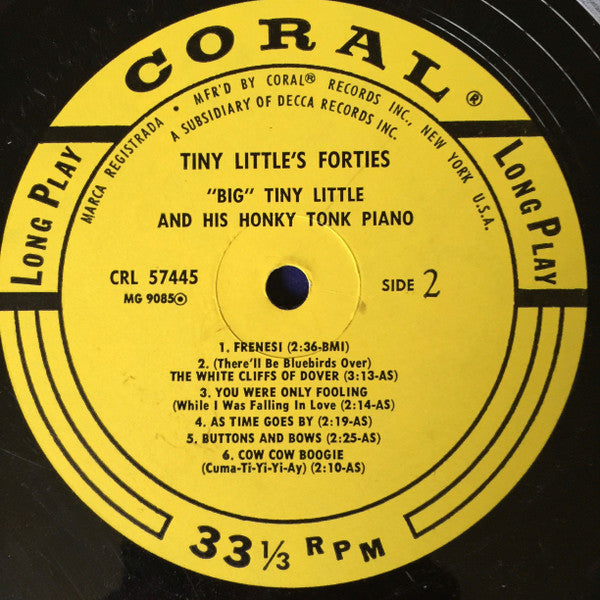 CORAL®
MARCA REGISTRADA • MFR'D BY CORAL® RECORDS INC., NEW YORK U.S.A.
A SUBSIDIARY OF DECCA RECORDS INC.
LONG PLAY
LONG PLAY
TINY LITTLE'S FORTIES
"BIG" TINY LITTLE
AND HIS HONKY TONK PIANO
CRL 57445
MG 9085
SIDE 2
1. FRENESI (2:36-BMI)
2. (There'll Be Bluebirds Over)
THE WHITE CLIFFS OF DOVER (3:13-AS)
3. YOU WERE ONLY FOOLING
(While I Was Falling In Love (2:14-AS)
4. AS TIME GOES BY (2:19-AS)
5. BUTTONS AND BOWS (2:25-AS)
6. COW COW BOOGIE
(Cuma-Ti-Yi-Yi-Ay) (2:10-AS)
33 1/3 RPM